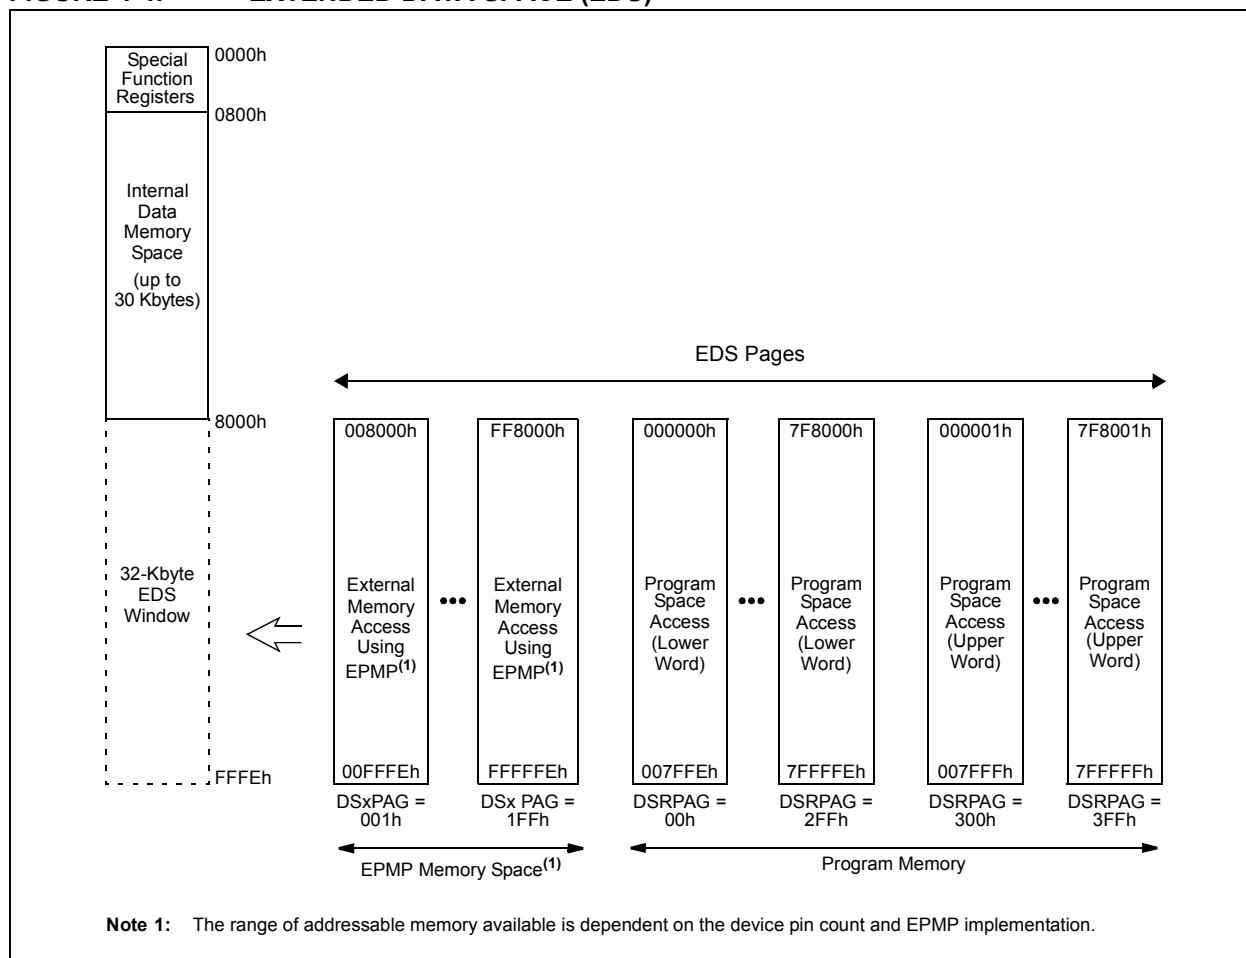 Special
Function
Registers
0000h
0800h
Internal
Data
Memory
Space
(up to
30 Kbytes)
EDS Pages
8000h
008000h
FF8000h
000000h
7F8000h
000001h
7F8001h
32-Kbyte
EDS
Window
External
Memory
Access
Using
EPMP(1)
•••
External
Memory
Access
Using
EPMP(1)
Program
Space
Access
(Lower
Word)
•••
Program
Space
Access
(Lower
Word)
Program
Space
Access
(Upper
Word)
•••
Program
Space
Access
(Upper
Word)
FFFEh
00FFFEh
FFFFFEh
007FFEh
7FFFFEh
007FFFh
7FFFFFh
DSxPAG =
001h
DSx PAG =
1FFh
DSRPAG =
00h
DSRPAG =
2FFh
DSRPAG =
300h
DSRPAG =
3FFh
EPMP Memory Space(1)
Program Memory
Note 1: The range of addressable memory available is dependent on the device pin count and EPMP implementation.